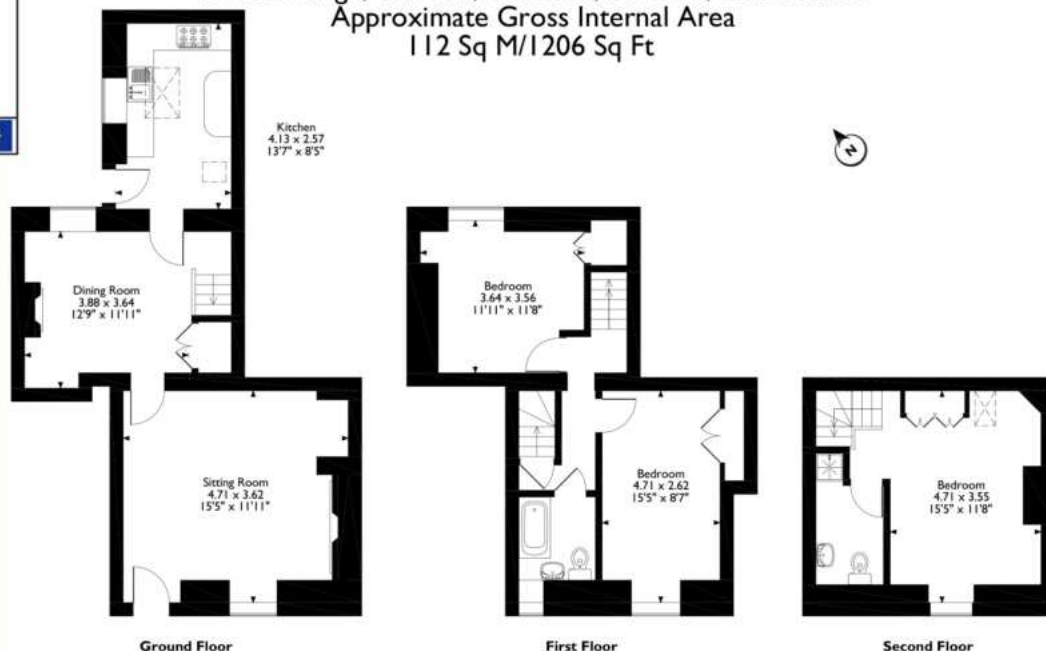 Approximate Gross Internal Area
112 Sq M/1206 Sq Ft
Kitchen
4.13 x 2.57
13'7" x 8'5"
N
Dining Room
3.88 x 3.64
12'9" x 11'11"
Bedroom
3.64 x 3.56
11'11" x 11'8"
Sitting Room
4.71 x 3.62
15'5" x 11'11"
Bedroom
4.71 x 2.62
15'5" x 8'7"
Bedroom
4.71 x 3.55
15'5" x 11'8"
Ground Floor
First Floor
Second Floor